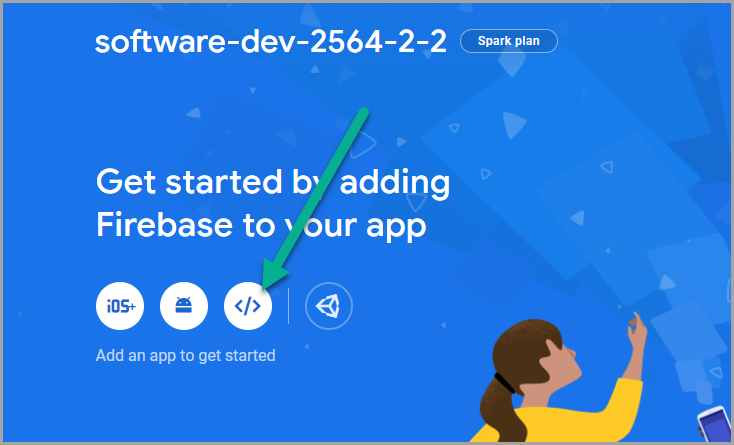 software-dev-2564-2-2 Spark plan
Get started by adding
Firebase to your app
iOS+ </>
Add an app to get started